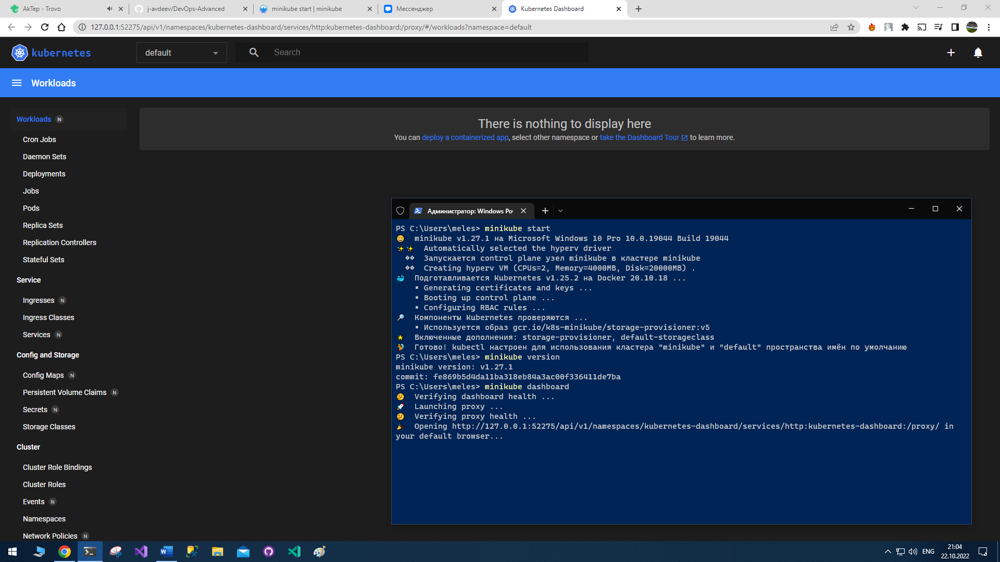 AkTep - Trovo
j-avdeev/DevOps-Advanced
minikube start | minikube
Мессенджер
Kubernetes Dashboard
127.0.0.1:52275/api/v1/namespaces/kubernetes-dashboard/services/http:kubernetes-dashboard:/proxy/#/workloads?namespace=default
kubernetes
default
Search
Workloads
Workloads N
Cron Jobs
Daemon Sets
Deployments
Jobs
Pods
Replica Sets
Replication Controllers
Stateful Sets
Service
Ingresses N
Ingress Classes
Services N
Config and Storage
Config Maps N
Persistent Volume Claims N
Secrets N
Storage Classes
Cluster
Cluster Role Bindings
Cluster Roles
Events N
Namespaces
Network Policies N
There is nothing to display here
You can deploy a containerized app, select other namespace or take the Dashboard Tour to learn more.
Администратор: Windows Po
PS C:\Users\meles> minikube start
minikube v1.27.1 на Microsoft Windows 10 Pro 10.0.19044 Build 19044
Automatically selected the hyperv driver
�� Запускается control plane узел minikube в кластере minikube
�� Creating hyperv VM (CPUs=2, Memory=4000MB, Disk=20000MB) .
Подготавливается Kubernetes v1.25.2 на Docker 20.10.18 ...
▪ Generating certificates and keys ...
▪ Booting up control plane ...
▪ Configuring RBAC rules ...
Компоненты Kubernetes проверяются ...
▪ Используется образ gcr.io/k8s-minikube/storage-provisioner:v5
Включенные дополнения: storage-provisioner, default-storageclass
Готово! kubectl настроен для использования кластера "minikube" и "default" пространства имён по умолчанию
PS C:\Users\meles> minikube version
minikube version: v1.27.1
commit: fe869b5d4da11ba318eb84a3ac00f336411de7ba
PS C:\Users\meles> minikube dashboard
Verifying dashboard health ...
Launching proxy ...
Verifying proxy health ...
Opening http://127.0.0.1:52275/api/v1/namespaces/kubernetes-dashboard/services/http:kubernetes-dashboard:/proxy/ in
your default browser...
ENG
21:04
22.10.2022